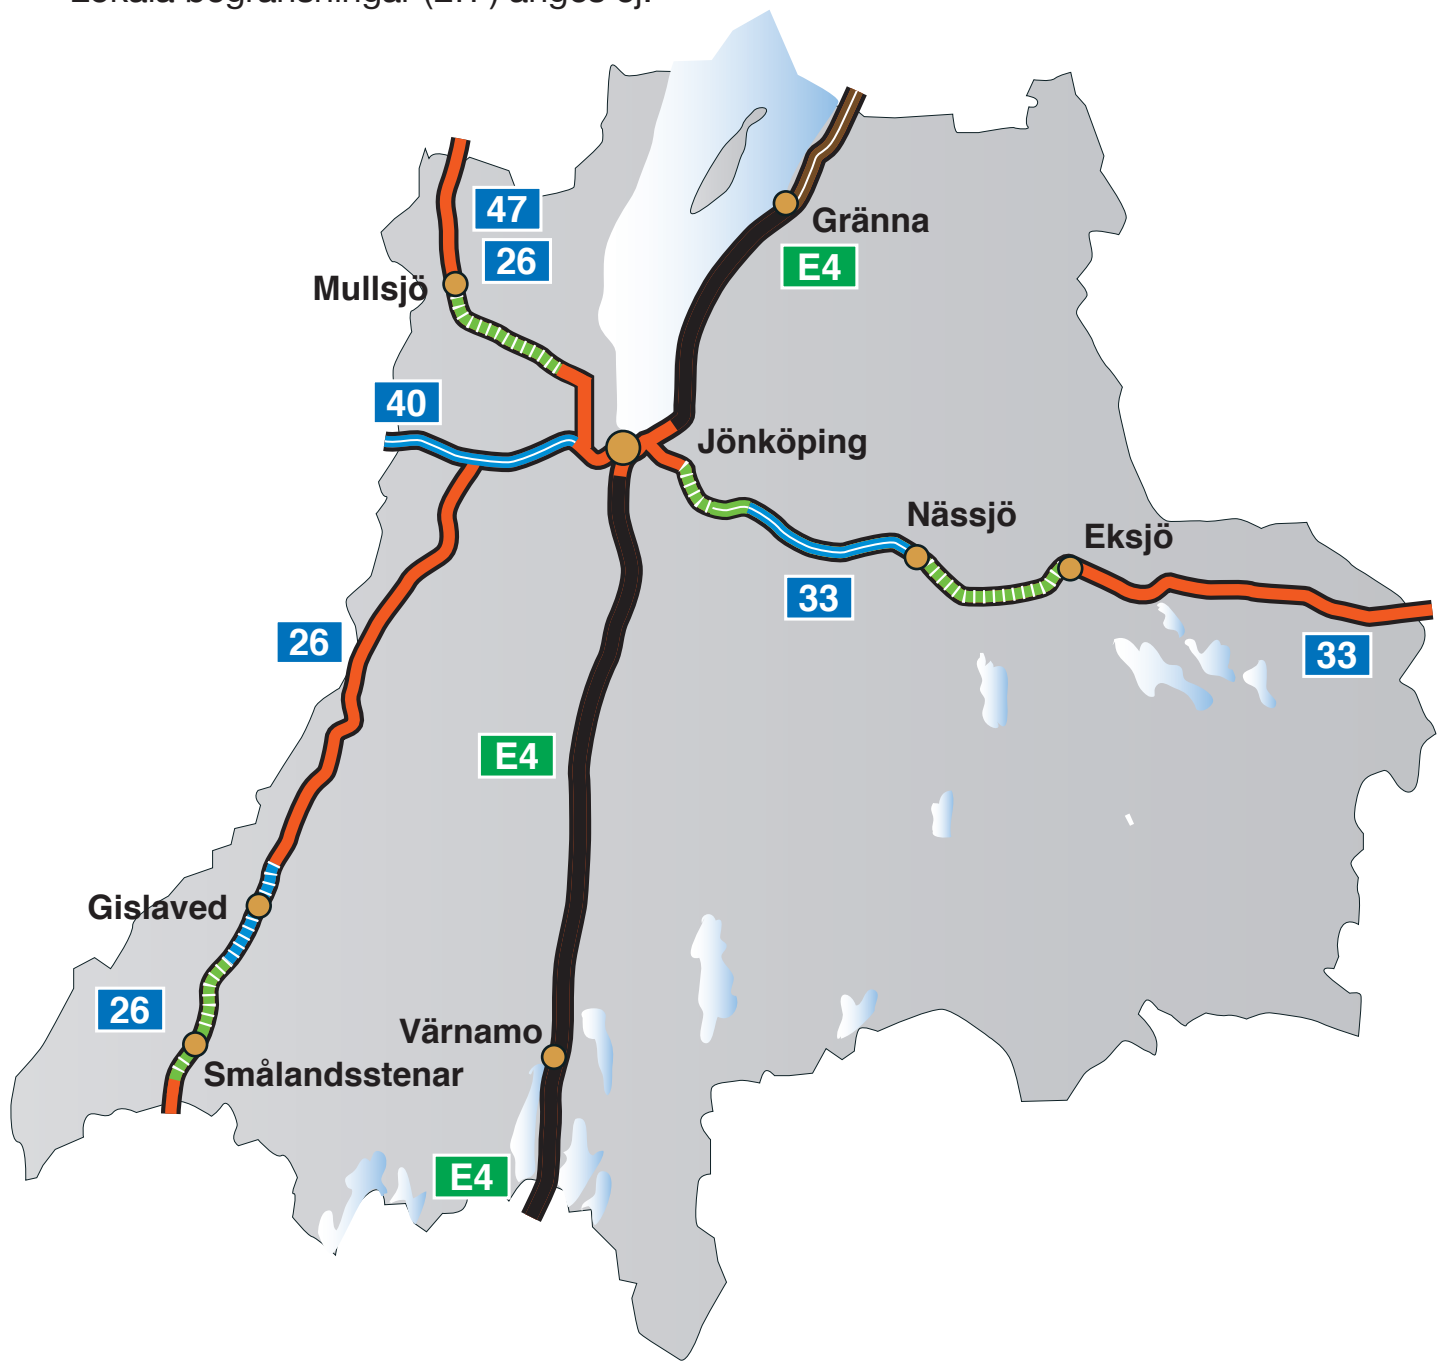 47
26
Gränna
E4
Mullsjö
40
Jönköping
Nässjö
Eksjö
33
26
33
E4
Gislaved
26
Värnamo
Smålandsstenar
E4